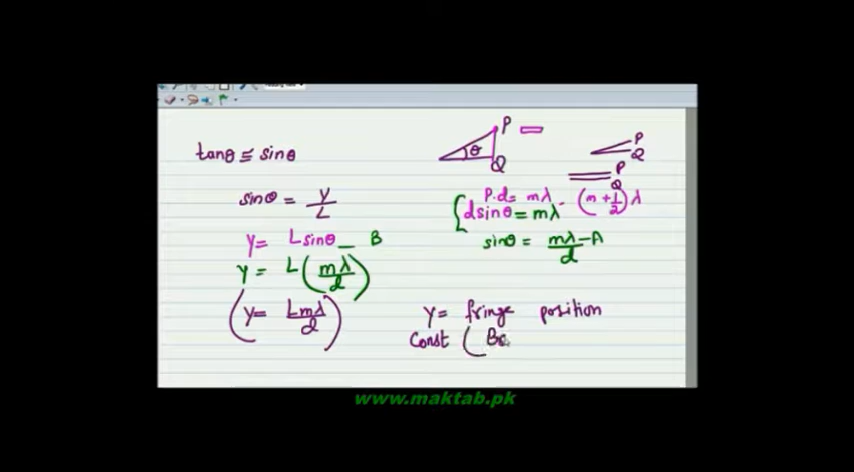 tanθ ≅ sinθ
sinθ = y/L
y = Lsinθ _ B
y = L(mλ/d)
(y = Lmλ/d)
θ P Q
P Q
P Q
P.d = mλ - (m + 1/2)λ
dsinθ = mλ
sinθ = mλ/d - A
y = fringe position
Const (
www.maktab.pk